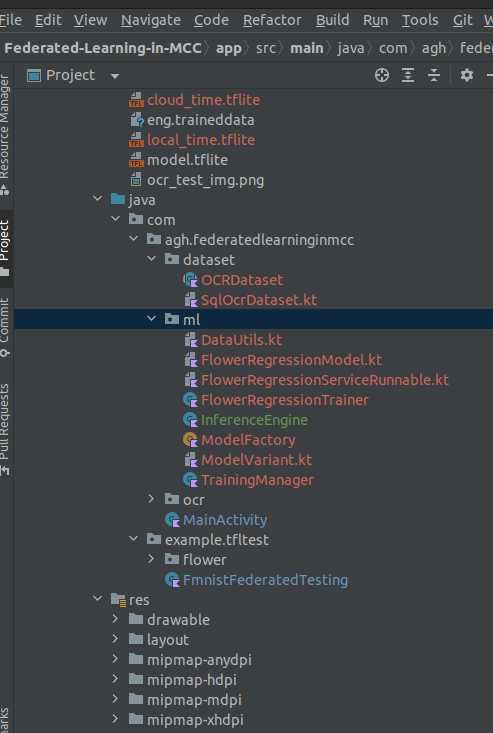 File Edit View Navigate Code Refactor Build Run Tools Git W
Federated-Learning-in-MCC app src main java com agh feder
Project
Resource Manager
Project
Commit
Pull Requests
marks
cloud_time.tflite
eng.traineddata
local_time.tflite
model.tflite
ocr_test_img.png
java
com
agh.federatedlearninginmcc
dataset
OCRDataset
SqlOcrDataset.kt
ml
DataUtils.kt
FlowerRegressionModel.kt
FlowerRegressionServiceRunnable.kt
FlowerRegressionTrainer
InferenceEngine
ModelFactory
ModelVariant.kt
TrainingManager
ocr
MainActivity
example.tfltest
flower
FmnistFederatedTesting
res
drawable
layout
mipmap-anydpi
mipmap-hdpi
mipmap-mdpi
mipmap-xhdpi